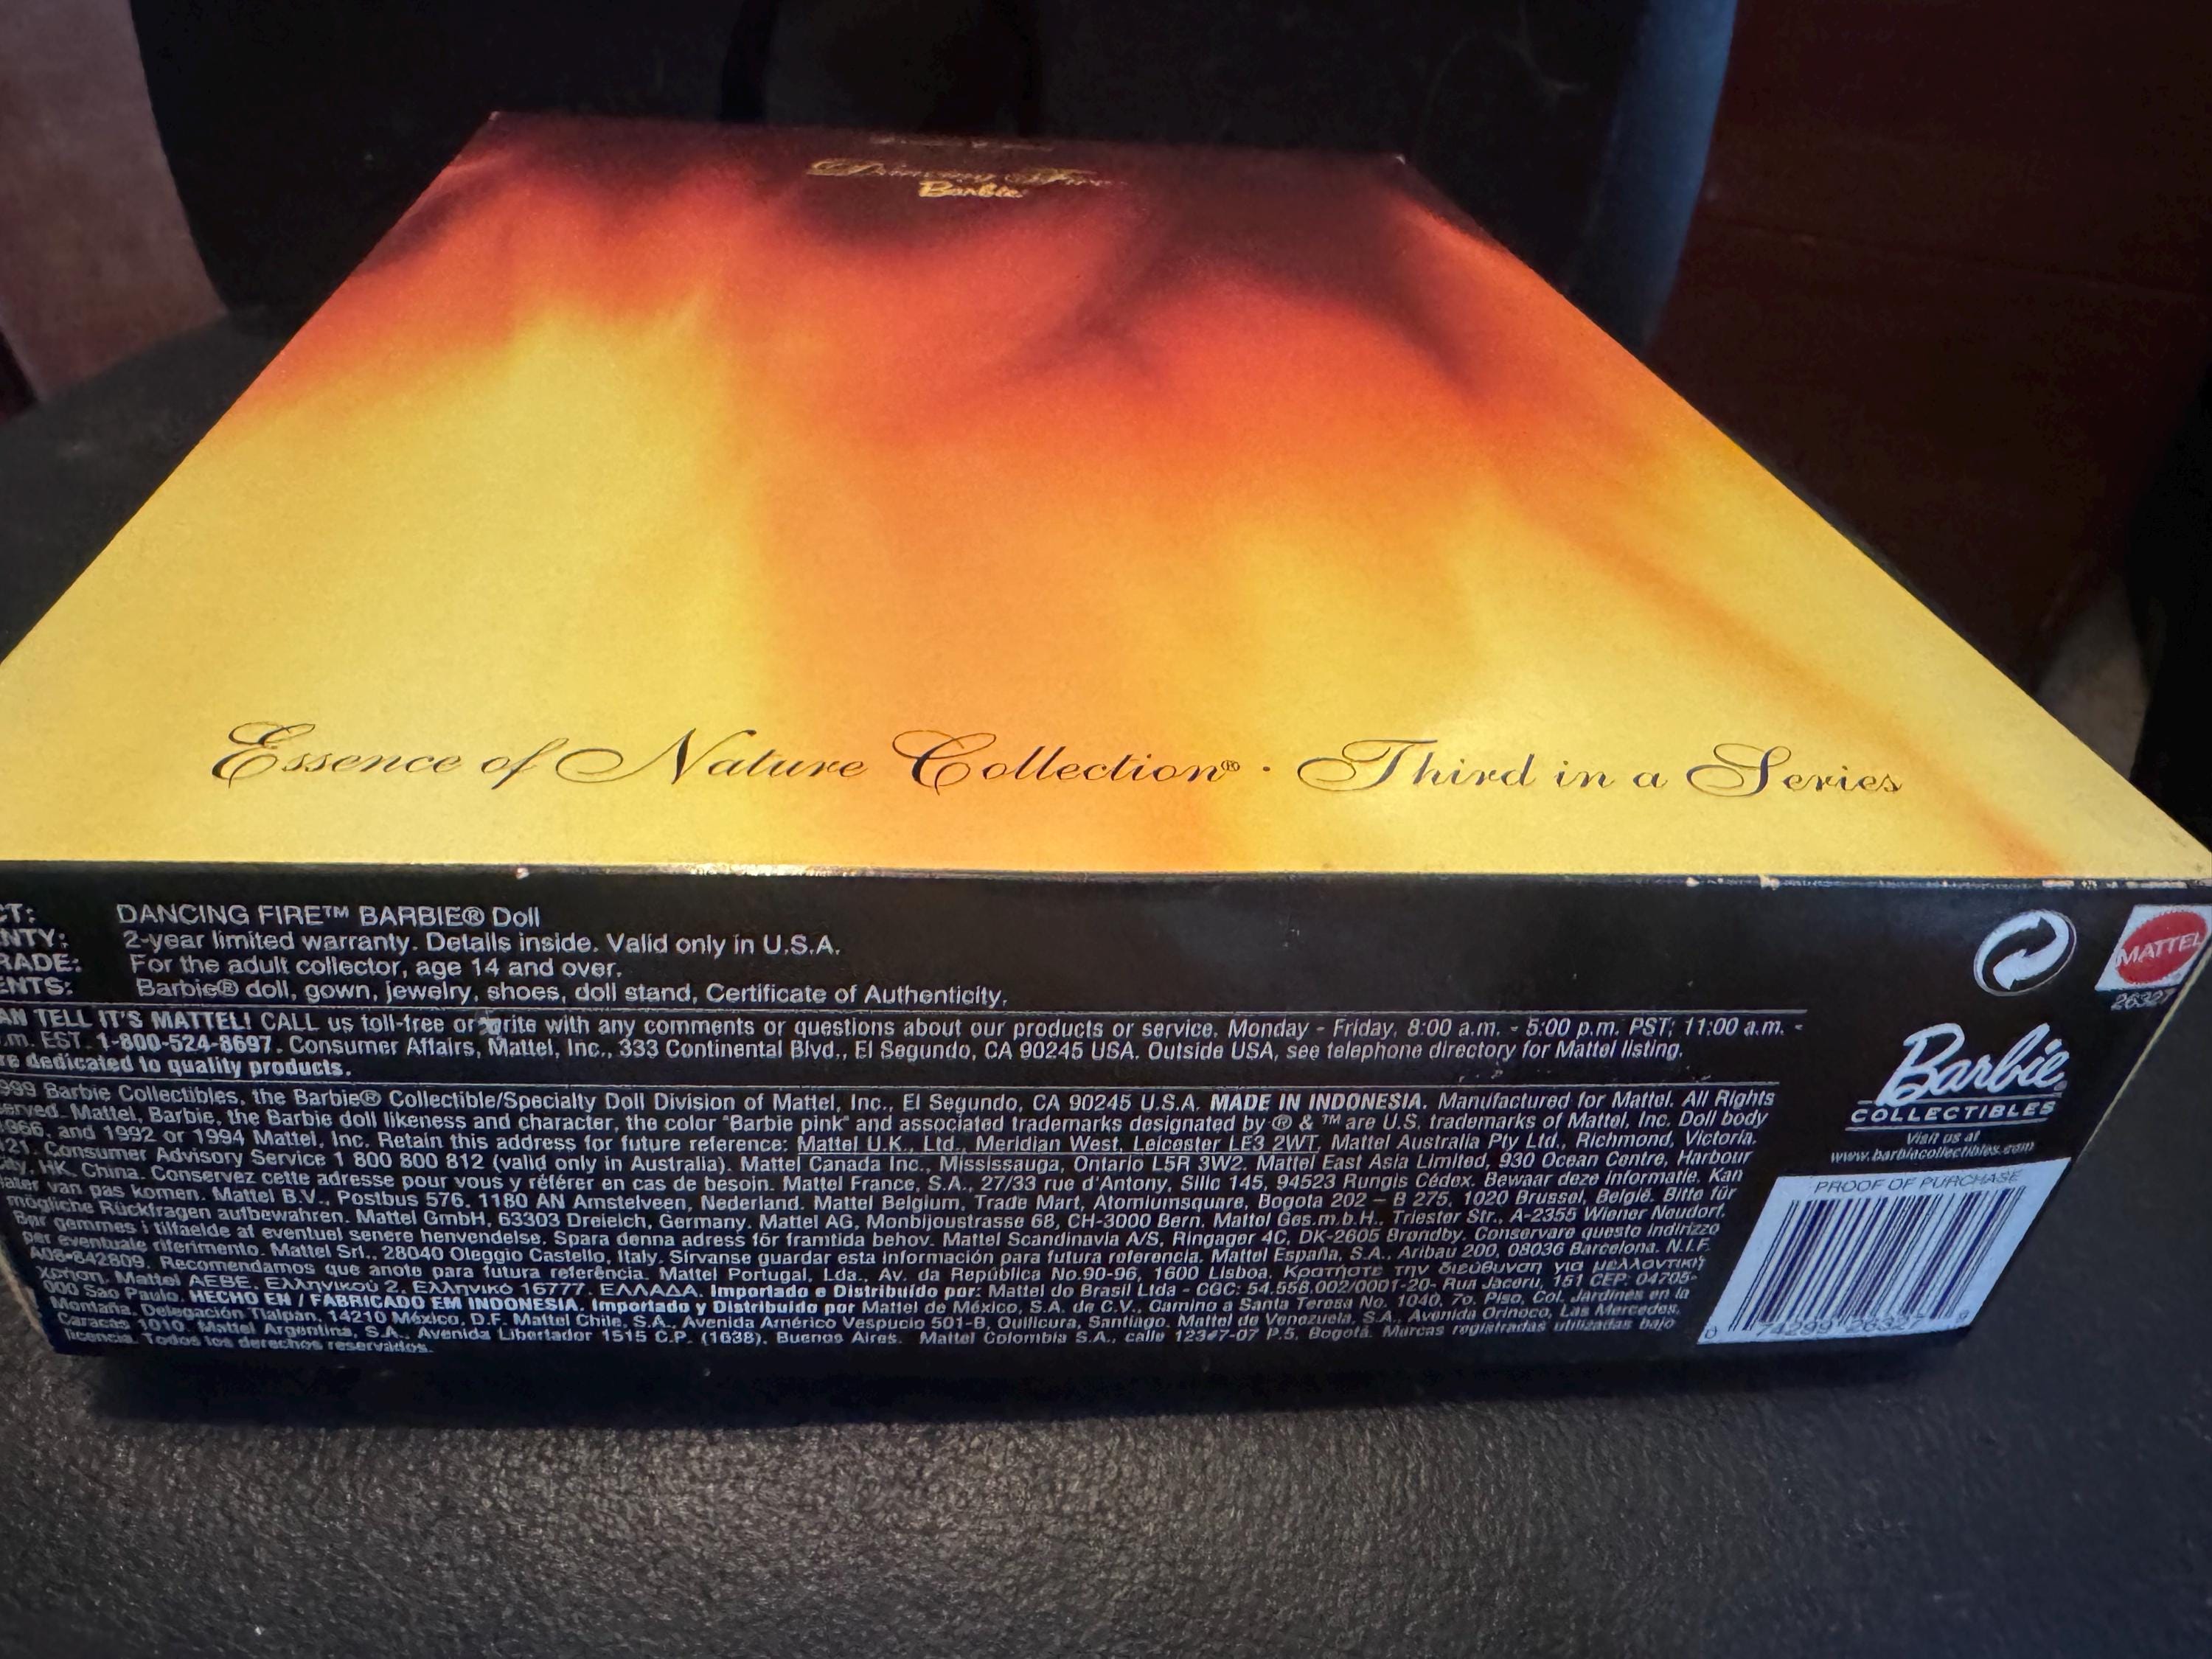 Dancing Fire
Barbie
Essence of Nature Collection® · Third in a Series
CT: DANCING FIRE™ BARBIE® Doll
NTY: 2-year limited warranty. Details inside. Valid only in U.S.A.
RADE: For the adult collector, age 14 and over.
ENTS: Barbie® doll, gown, jewelry, shoes, doll stand, Certificate of Authenticity.
AN TELL IT'S MATTEL! CALL us toll-free or write with any comments or questions about our products or service, Monday - Friday, 8:00 a.m. - 5:00 p.m. PST; 11:00 a.m. -
.m. EST. 1-800-524-8697. Consumer Affairs, Mattel, Inc., 333 Continental Blvd., El Segundo, CA 90245 USA. Outside USA, see telephone directory for Mattel listing.
re dedicated to quality products.
999 Barbie Collectibles, the Barbie® Collectible/Specialty Doll Division of Mattel, Inc., El Segundo, CA 90245 U.S.A. MADE IN INDONESIA. Manufactured for Mattel. All Rights
erved. Mattel, Barbie, the Barbie doll likeness and character, the color "Barbie pink" and associated trademarks designated by ® & ™ are U.S. trademarks of Mattel, Inc. Doll body
1966, and 1992 or 1994 Mattel, Inc. Retain this address for future reference: Mattel U.K., Ltd., Meridian West, Leicester LE3 2WT, Mattel Australia Pty Ltd., Richmond, Victoria.
121. Consumer Advisory Service 1 800 800 812 (valid only in Australia). Mattel Canada Inc., Mississauga, Ontario L5R 3W2. Mattel East Asia Limited, 930 Ocean Centre, Harbour
City, HK, China. Conservez cette adresse pour vous y référer en cas de besoin. Mattel France, S.A., 27/33 rue d'Antony, Silic 145, 94523 Rungis Cédex. Bewaar deze informatie. Kan
later van pas komen. Mattel B.V., Postbus 576, 1180 AN Amstelveen, Nederland. Mattel Belgium, Trade Mart, Atomiumsquare, Bogota 202 – B 275, 1020 Brussel, België. Bitte für
mögliche Rückfragen aufbewahren. Mattel GmbH, 63303 Dreieich, Germany. Mattel AG, Monbijoustrasse 68, CH-3000 Bern. Mattel Ges.m.b.H., Triester Str., A-2355 Wiener Neudorf.
Bør gemmes i tilfaelde af eventuel senere henvendelse. Spara denna adress för framtida behov. Mattel Scandinavia A/S, Ringager 4C, DK-2605 Brøndby. Conservare questo indirizzo
per eventuale riferimento. Mattel Srl., 28040 Oleggio Castello, Italy. Sírvanse guardar esta información para futura referencia. Mattel España, S.A., Aribau 200, 08036 Barcelona. N.I.F.
A08-842809. Recomendamos que anote para futura referência. Mattel Portugal, Lda., Av. da República No.90-96, 1600 Lisboa. Κρατήστε την διεύθυνση για μελλοντική
χρήση. Mattel AEBE, Ελληνικού 2, Ελληνικό 16777, ΕΛΛΑΔΑ. Importado e Distribuído por: Mattel do Brasil Ltda - CGC: 54.558.002/0001-20- Rua Jaceru, 151 CEP: 04705-
000 Sao Paulo. HECHO EN / FABRICADO EM INDONESIA. Importado y Distribuido por Mattel de México, S.A. de C.V., Camino a Santa Teresa No. 1040, 7o. Piso, Col. Jardines en la
Montaña, Delegación Tlalpan, 14210 México, D.F. Mattel Chile, S.A., Avenida Américo Vespucio 501-B, Quilicura, Santiago. Mattel de Venezuela, S.A., Avenida Orinoco, Las Mercedes,
Caracas 1010. Mattel Argentina, S.A., Avenida Libertador 1515 C.P. (1638), Buenos Aires. Mattel Colombia S.A., calle 123#7-07 P.5, Bogotá. Marcas registradas utilizadas bajo
licencia. Todos los derechos reservados.
MATTEL
26327
Barbie®
COLLECTIBLES
Visit us at
www.barbiecollectibles.com
PROOF OF PURCHASE
0 74299 26327 9